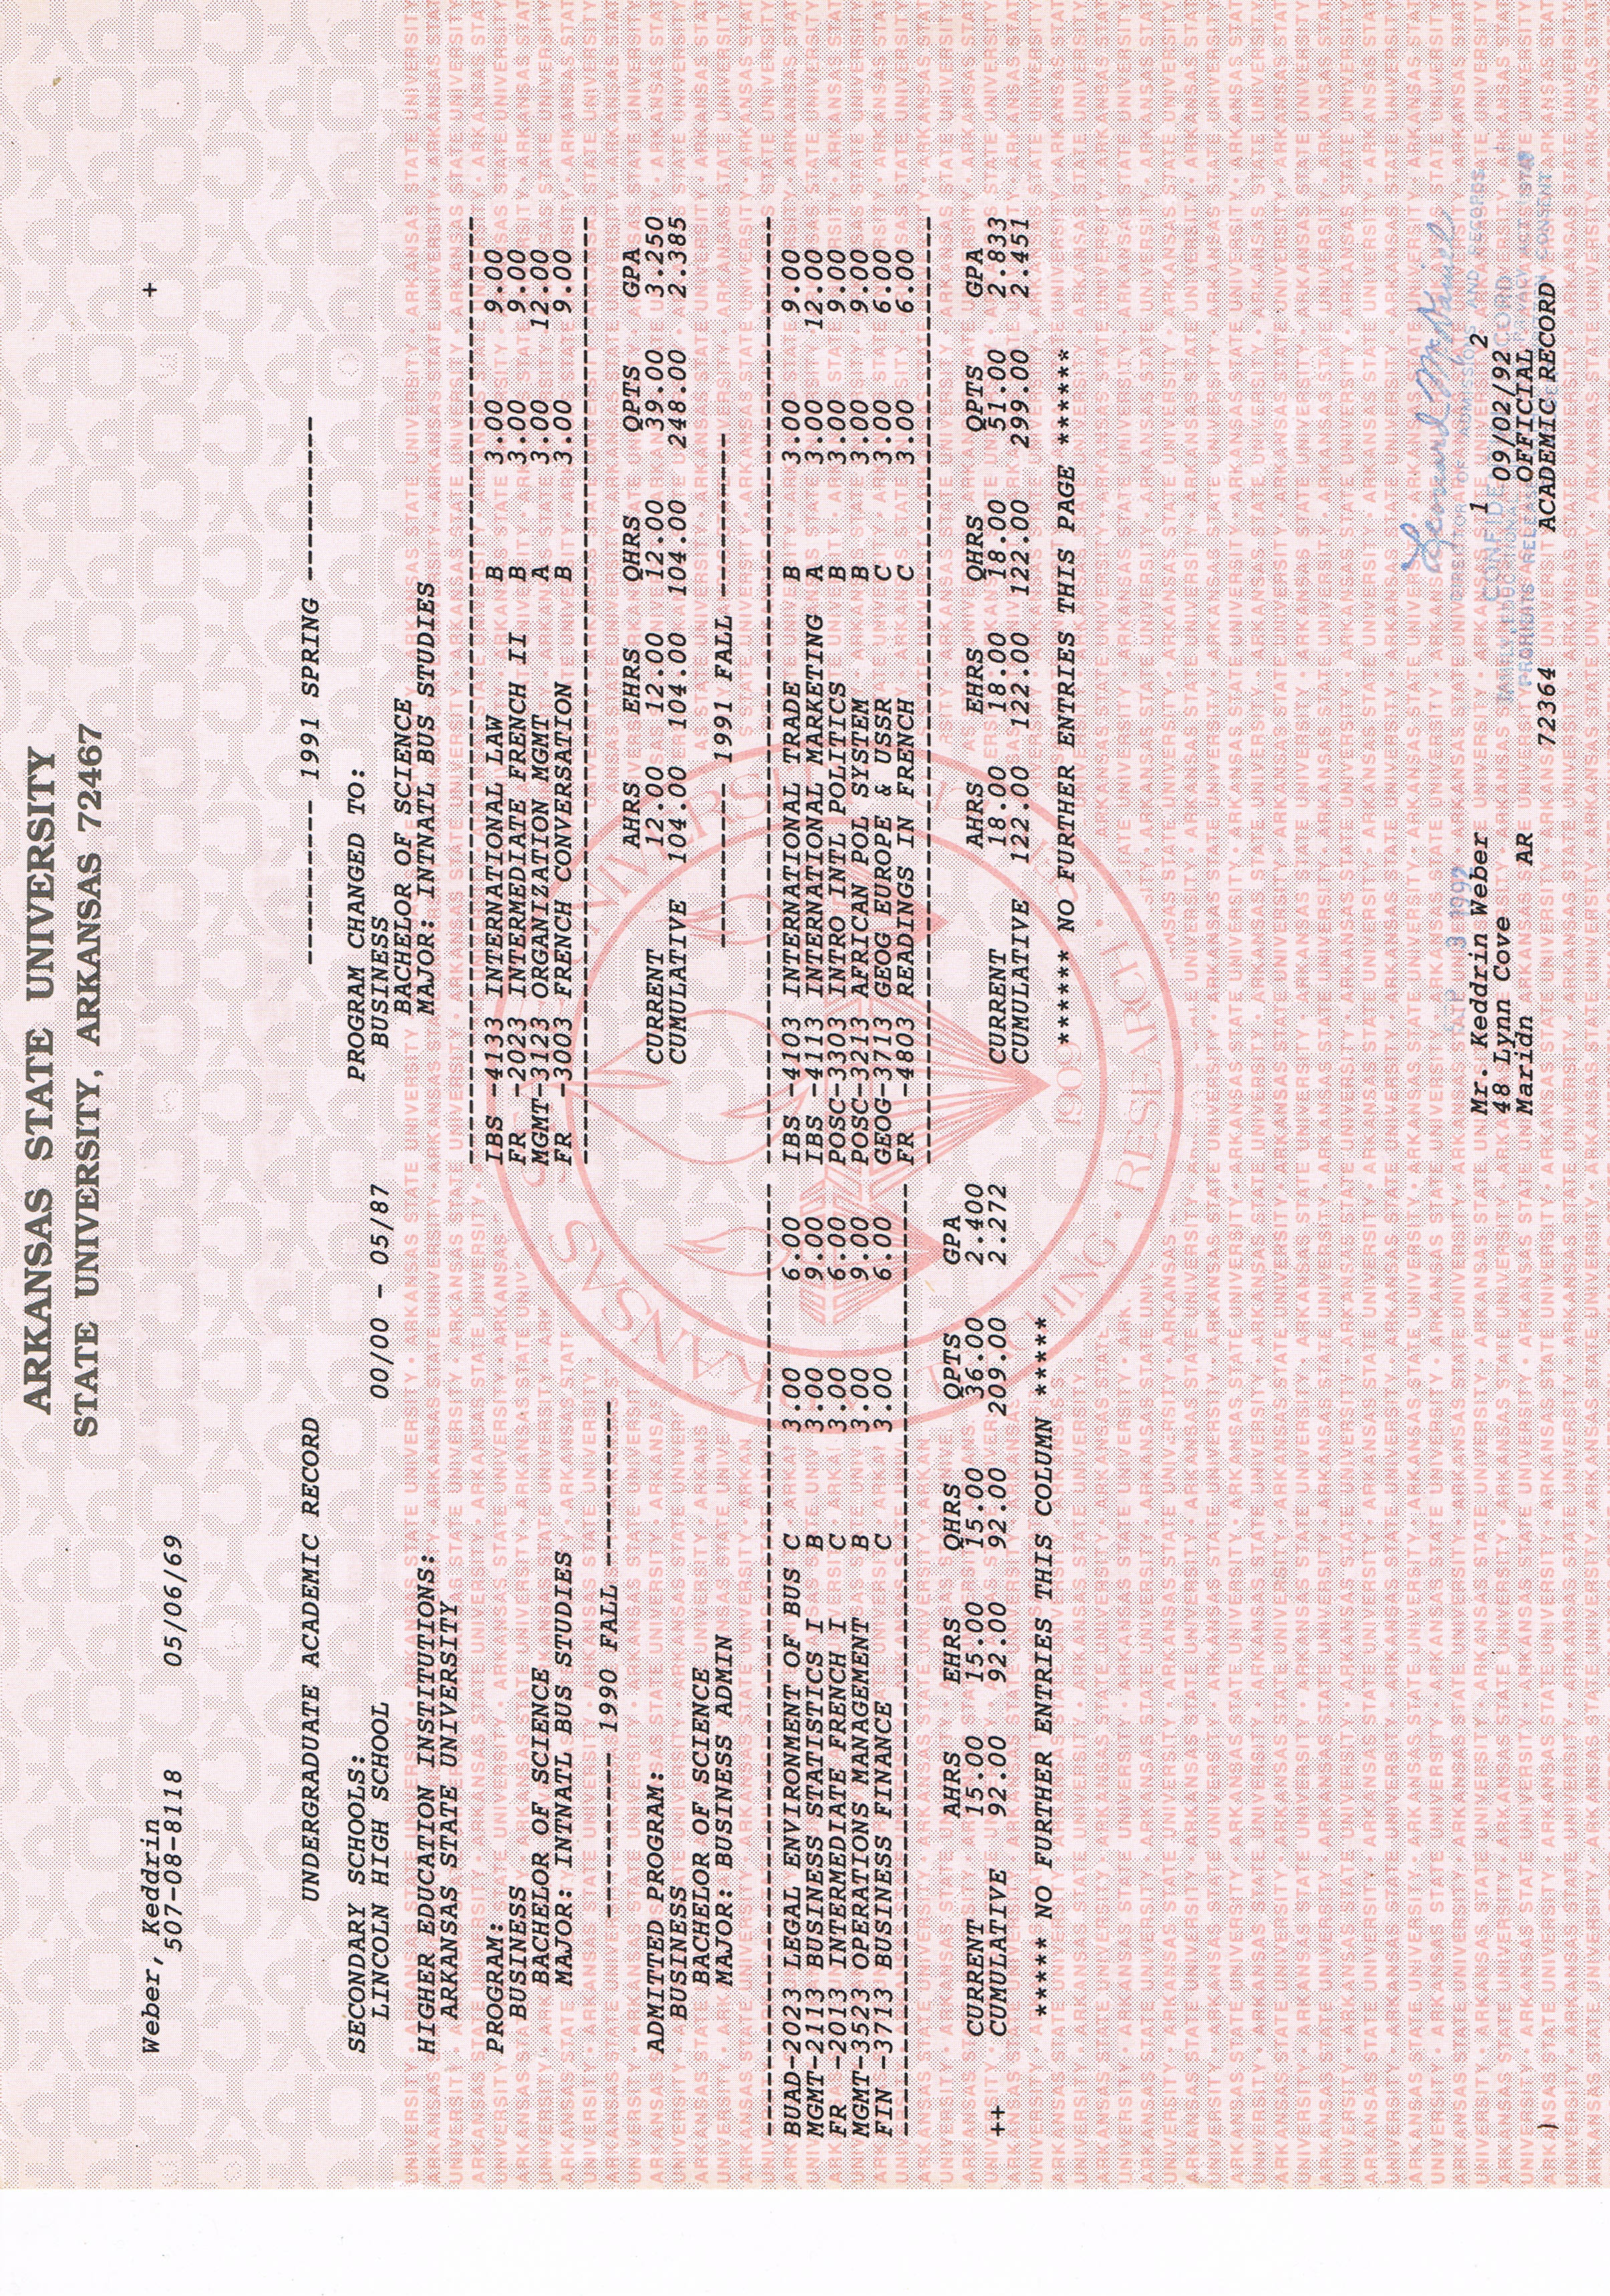 ARKANSAS STATE UNIVERSITY
STATE UNIVERSITY, ARKANSAS 72467
Weber, Keddrin +
507-08-8118 05/06/69
UNDERGRADUATE ACADEMIC RECORD
SECONDARY SCHOOLS:
LINCOLN HIGH SCHOOL 00/00 - 05/87
HIGHER EDUCATION INSTITUTIONS:
ARKANSAS STATE UNIVERSITY
PROGRAM:
BUSINESS
BACHELOR OF SCIENCE
MAJOR: INTNATL BUS STUDIES
---------- 1990 FALL ----------
ADMITTED PROGRAM:
BUSINESS
BACHELOR OF SCIENCE
MAJOR: BUSINESS ADMIN
BUAD-2023 LEGAL ENVIRONMENT OF BUS C 3.00 6.00
MGMT-2113 BUSINESS STATISTICS I B 3.00 9.00
FR -2013 INTERMEDIATE FRENCH I C 3.00 6.00
MGMT-3523 OPERATIONS MANAGEMENT B 3.00 9.00
FIN -3713 BUSINESS FINANCE C 3.00 6.00
AHRS EHRS QHRS QPTS GPA
CURRENT 15.00 15.00 15.00 36.00 2.400
++ CUMULATIVE 92.00 92.00 92.00 209.00 2.272
***** NO FURTHER ENTRIES THIS COLUMN *****
---------- 1991 SPRING ----------
PROGRAM CHANGED TO:
BUSINESS
BACHELOR OF SCIENCE
MAJOR: INTNATL BUS STUDIES
IBS -4133 INTERNATIONAL LAW B 3.00 9.00
FR -2023 INTERMEDIATE FRENCH II B 3.00 9.00
MGMT-3123 ORGANIZATION MGMT A 3.00 12.00
FR -3003 FRENCH CONVERSATION B 3.00 9.00
AHRS EHRS QHRS QPTS GPA
CURRENT 12.00 12.00 12.00 39.00 3.250
CUMULATIVE 104.00 104.00 104.00 248.00 2.385
---------- 1991 FALL ----------
IBS -4103 INTERNATIONAL TRADE B 3.00 9.00
IBS -4113 INTERNATIONAL MARKETING A 3.00 12.00
POSC-3303 INTRO INTL POLITICS B 3.00 9.00
POSC-3213 AFRICAN POL SYSTEM B 3.00 9.00
GEOG-3713 GEOG EUROPE & USSR C 3.00 6.00
FR -4803 READINGS IN FRENCH C 3.00 6.00
AHRS EHRS QHRS QPTS GPA
CURRENT 18.00 18.00 18.00 51.00 2.833
CUMULATIVE 122.00 122.00 122.00 299.00 2.451
****** NO FURTHER ENTRIES THIS PAGE ******
SEP 3 1992
DIRECTOR OF ADMISSIONS AND RECORDS
Mr. Keddrin Weber 1 2
48 Lynn Cove 09/02/92
Maridn AR OFFICIAL
72364 ACADEMIC RECORD